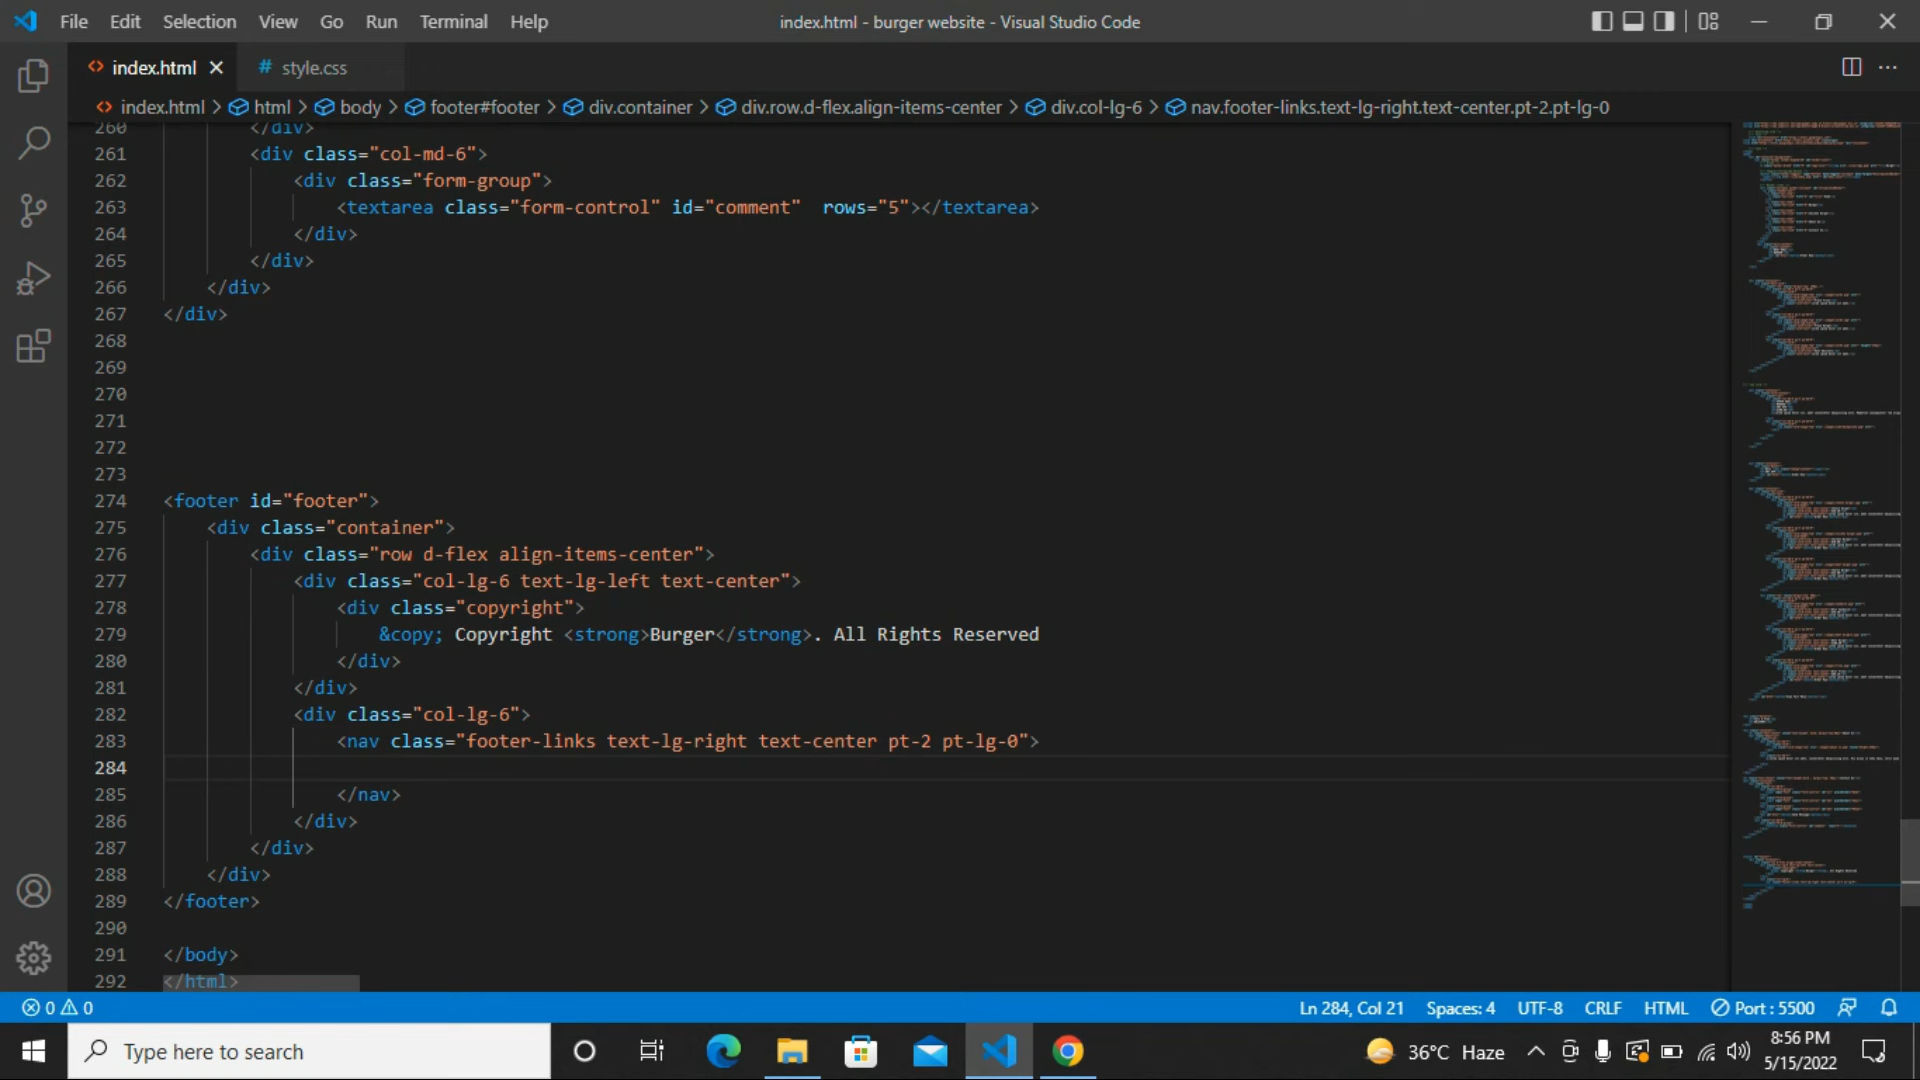 File Edit Selection View Go Run Terminal Help index.html - burger website - Visual Studio Code
index.html # style.css
index.html > html > body > footer#footer > div.container > div.row.d-flex.align-items-center > div.col-lg-6 > nav.footer-links.text-lg-right.text-center.pt-2.pt-lg-0
260 </div>
261 <div class="col-md-6">
262 <div class="form-group">
263 <textarea class="form-control" id="comment" rows="5"></textarea>
264 </div>
265 </div>
266 </div>
267 </div>
268
269
270
271
272
273
274 <footer id="footer">
275 <div class="container">
276 <div class="row d-flex align-items-center">
277 <div class="col-lg-6 text-lg-left text-center">
278 <div class="copyright">
279 &copy; Copyright <strong>Burger</strong>. All Rights Reserved
280 </div>
281 </div>
282 <div class="col-lg-6">
283 <nav class="footer-links text-lg-right text-center pt-2 pt-lg-0">
284
285 </nav>
286 </div>
287 </div>
288 </div>
289 </footer>
290
291 </body>
292 </html>
0 0 Ln 284, Col 21 Spaces: 4 UTF-8 CRLF HTML Port : 5500
Type here to search 36°C Haze 8:56 PM
5/15/2022